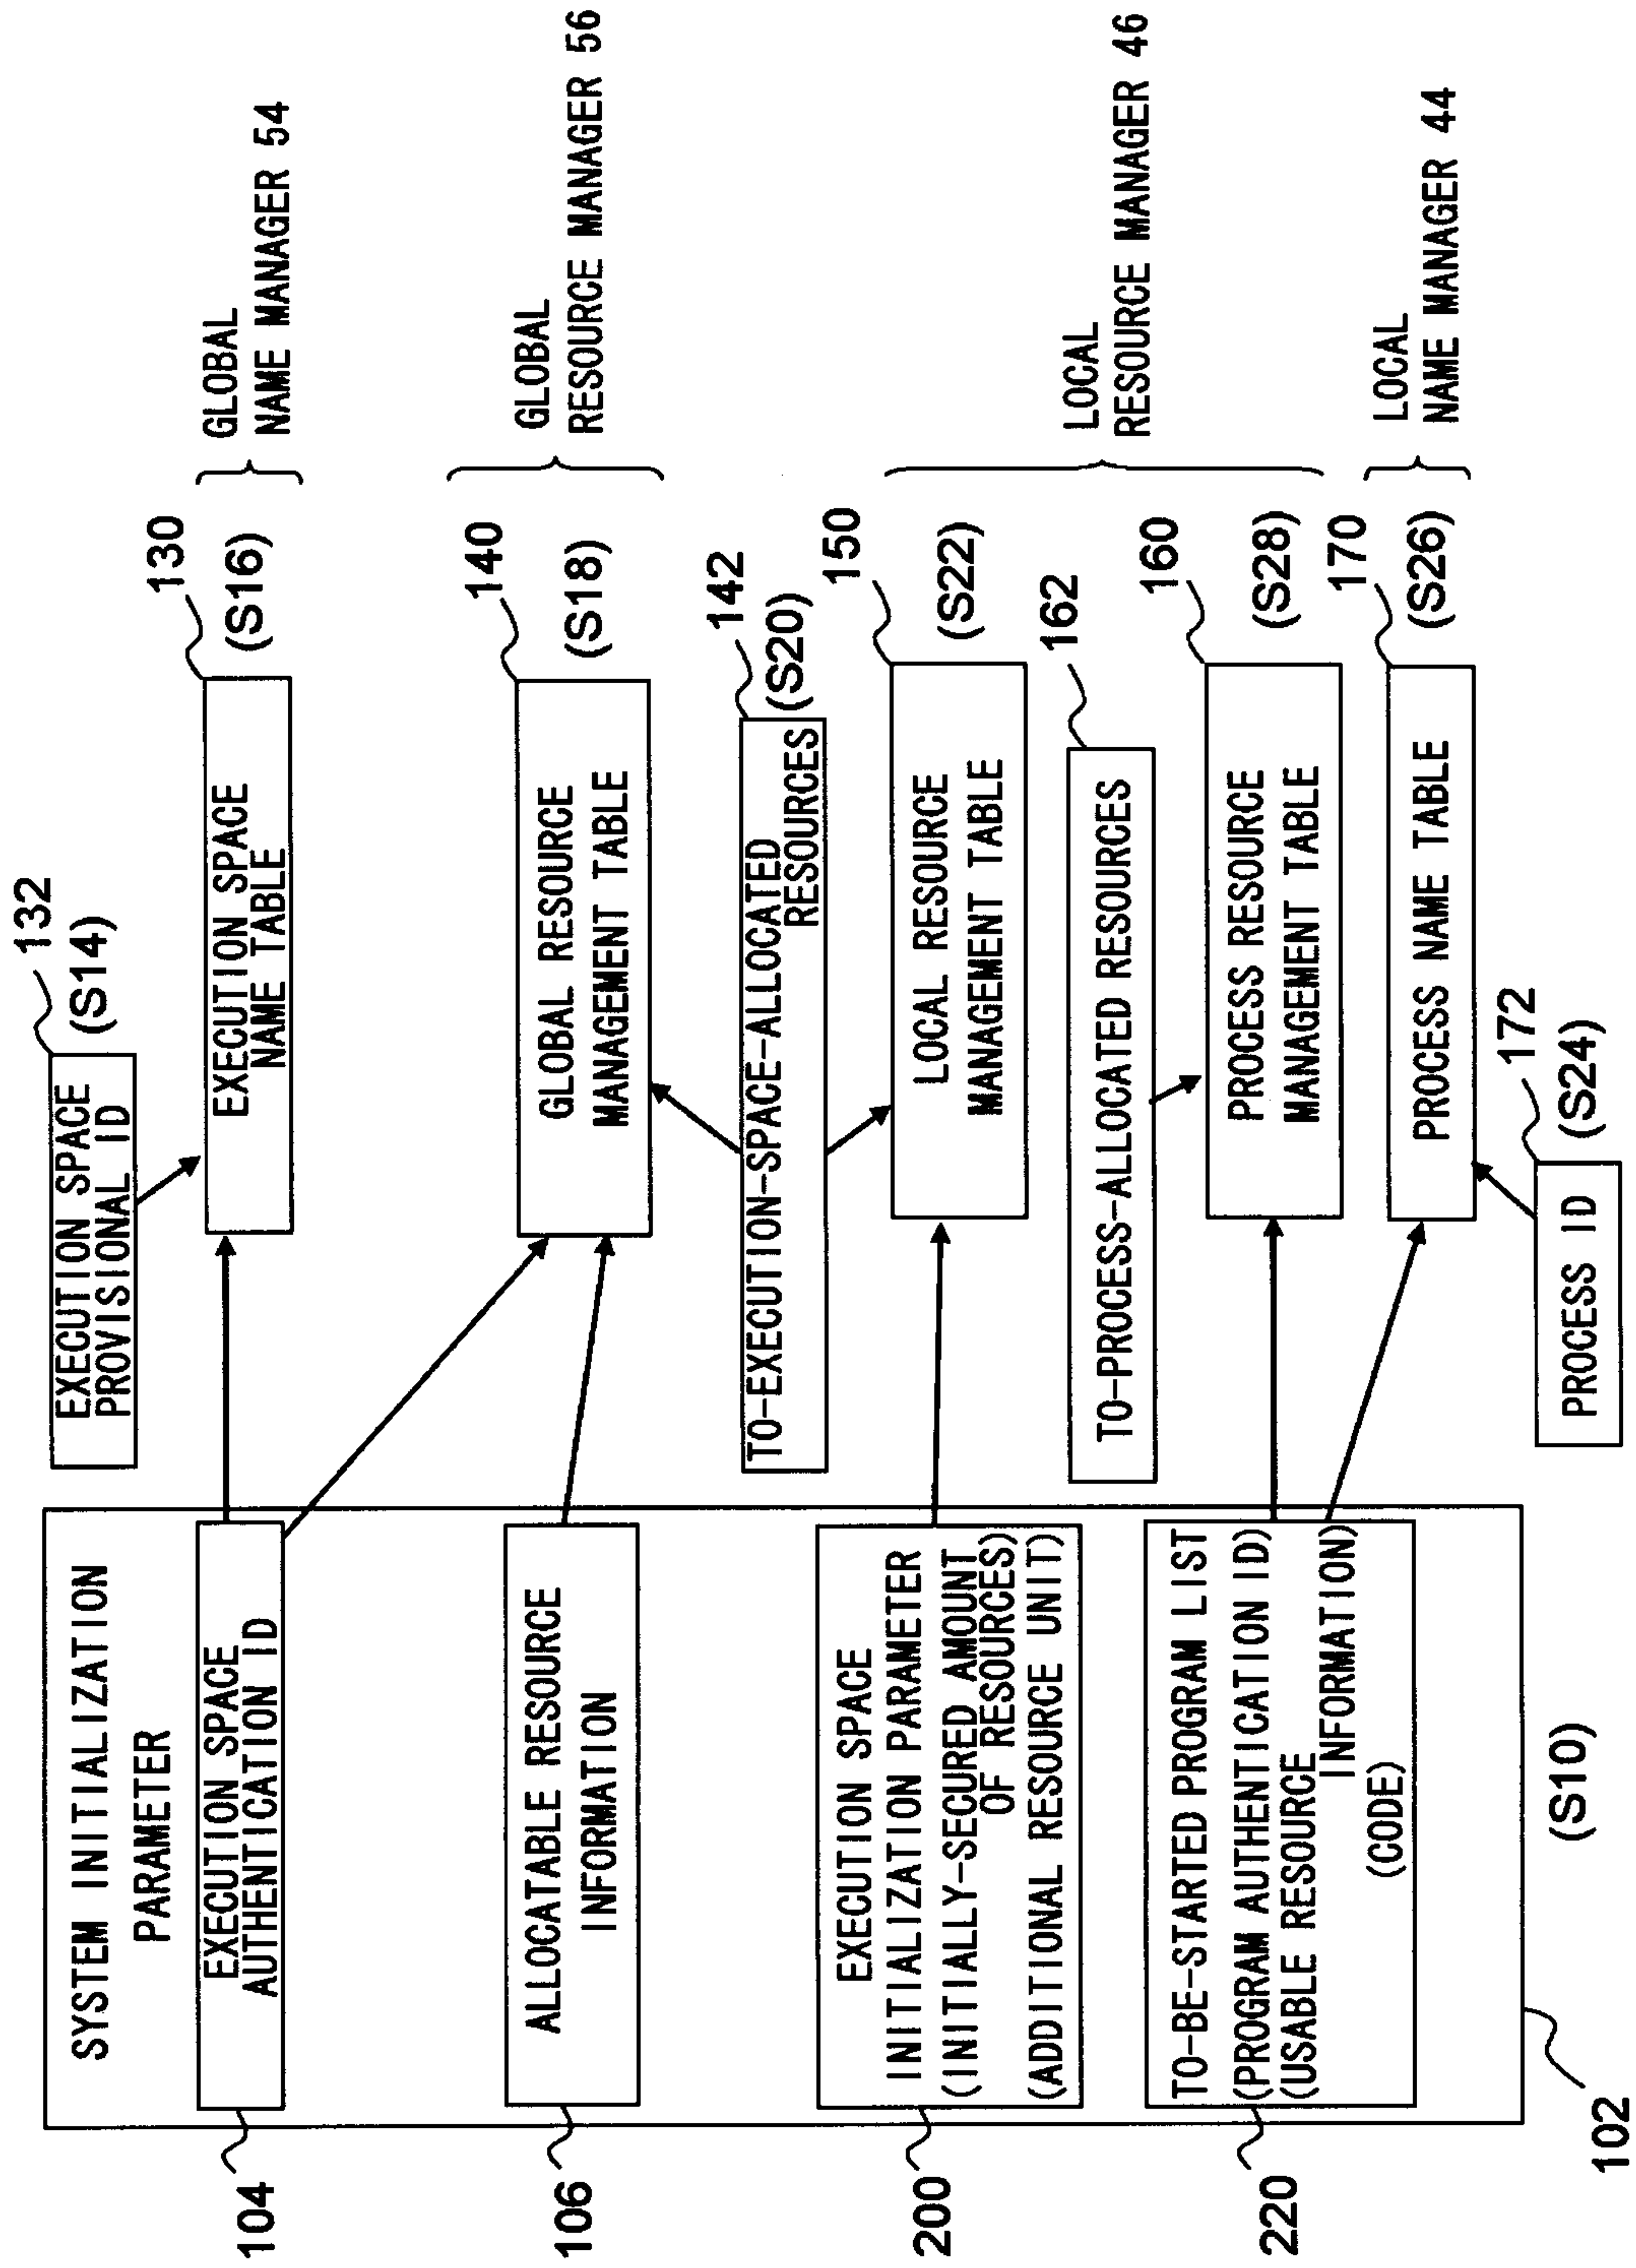 SYSTEM INITIALIZATION
PARAMETER
104
EXECUTION SPACE
AUTHENTICATION ID
106
ALLOCATABLE RESOURCE
INFORMATION
200
EXECUTION SPACE
INITIALIZATION PARAMETER
(INITIALLY-SECURED AMOUNT
OF RESOURCES)
(ADDITIONAL RESOURCE UNIT)
220
TO-BE-STARTED PROGRAM LIST
(PROGRAM AUTHENTICATION ID)
(USABLE RESOURCE
INFORMATION)
(CODE)
102
(S10)
132
(S14)
EXECUTION SPACE
PROVISIONAL ID
130
(S16)
EXECUTION SPACE
NAME TABLE
GLOBAL
NAME MANAGER 54
140
(S18)
GLOBAL RESOURCE
MANAGEMENT TABLE
GLOBAL
RESOURCE MANAGER 56
142
(S20)
TO-EXECUTION-SPACE-ALLOCATED
RESOURCES
150
(S22)
LOCAL RESOURCE
MANAGEMENT TABLE
162
TO-PROCESS-ALLOCATED RESOURCES
160
(S28)
PROCESS RESOURCE
MANAGEMENT TABLE
LOCAL
RESOURCE MANAGER 46
170
(S26)
PROCESS NAME TABLE
LOCAL
NAME MANAGER 44
172
(S24)
PROCESS ID